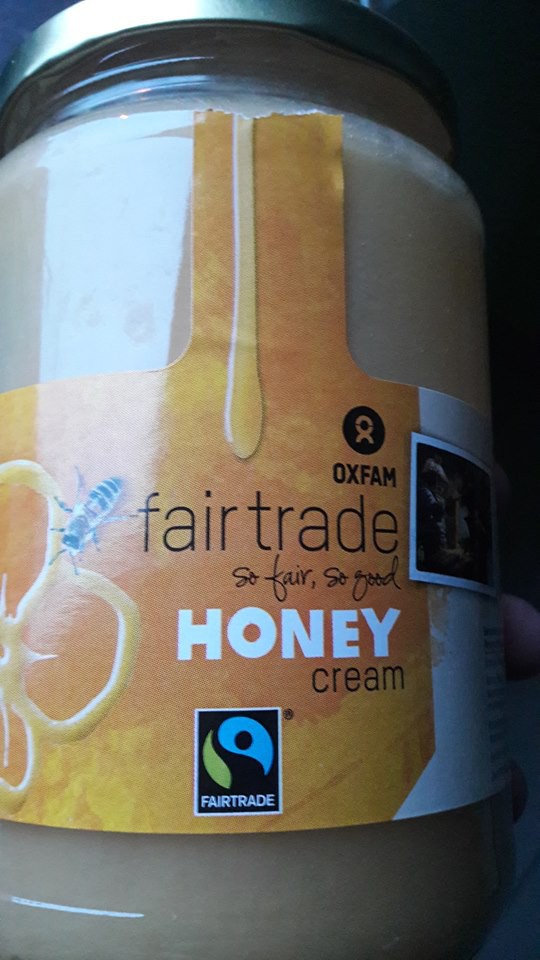 OXFAM
fairtrade
so fair, so good
HONEY
cream
®
FAIRTRADE